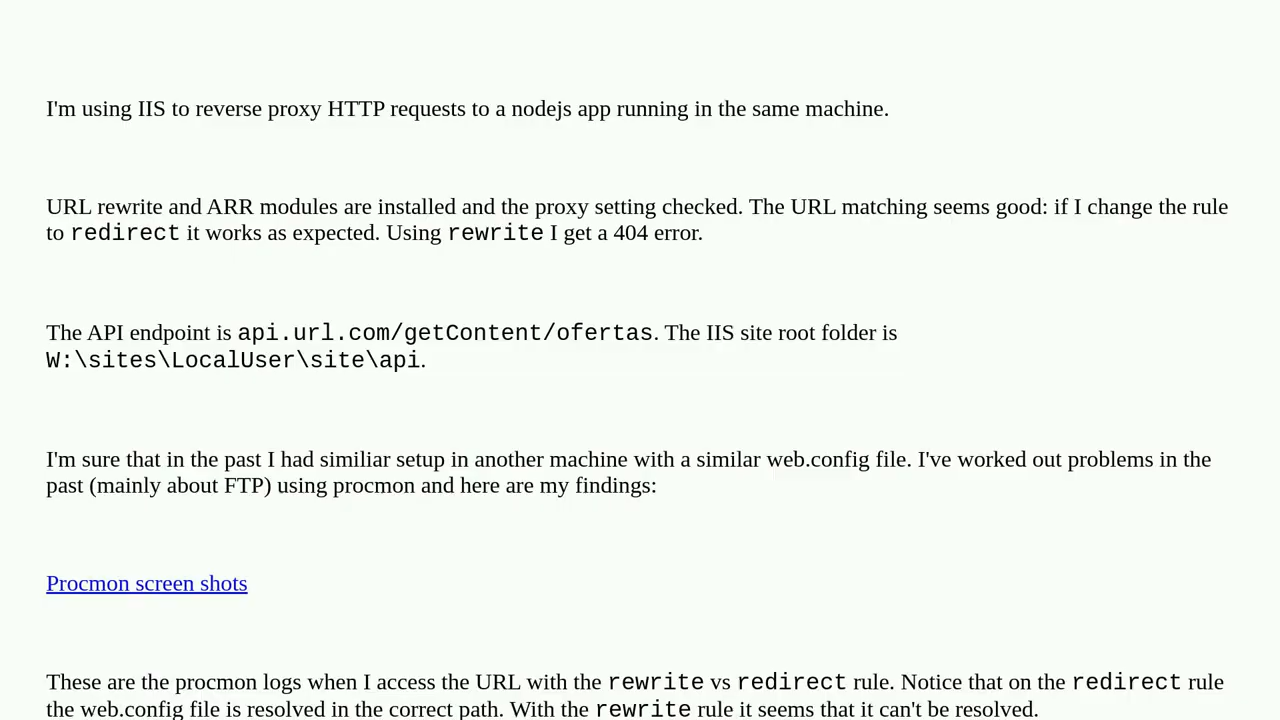 I'm using IIS to reverse proxy HTTP requests to a nodejs app running in the same machine.
URL rewrite and ARR modules are installed and the proxy setting checked. The URL matching seems good: if I change the rule
to redirect it works as expected. Using rewrite I get a 404 error.
The API endpoint is api.url.com/getContent/ofertas. The IIS site root folder is
W:\sites\LocalUser\site\api.
I'm sure that in the past I had similiar setup in another machine with a similar web.config file. I've worked out problems in the
past (mainly about FTP) using procmon and here are my findings:
Procmon screen shots
These are the procmon logs when I access the URL with the rewrite vs redirect rule. Notice that on the redirect rule
the web.config file is resolved in the correct path. With the rewrite rule it seems that it can't be resolved.